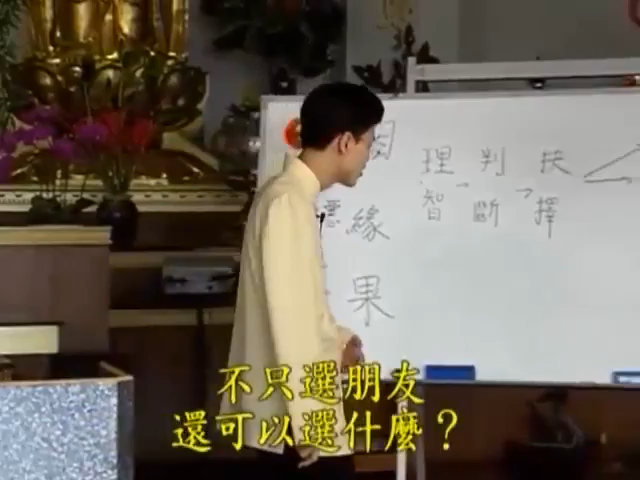 因 緣 果
理智 → 判斷 → 抉擇
不只選朋友
還可以選什麼？